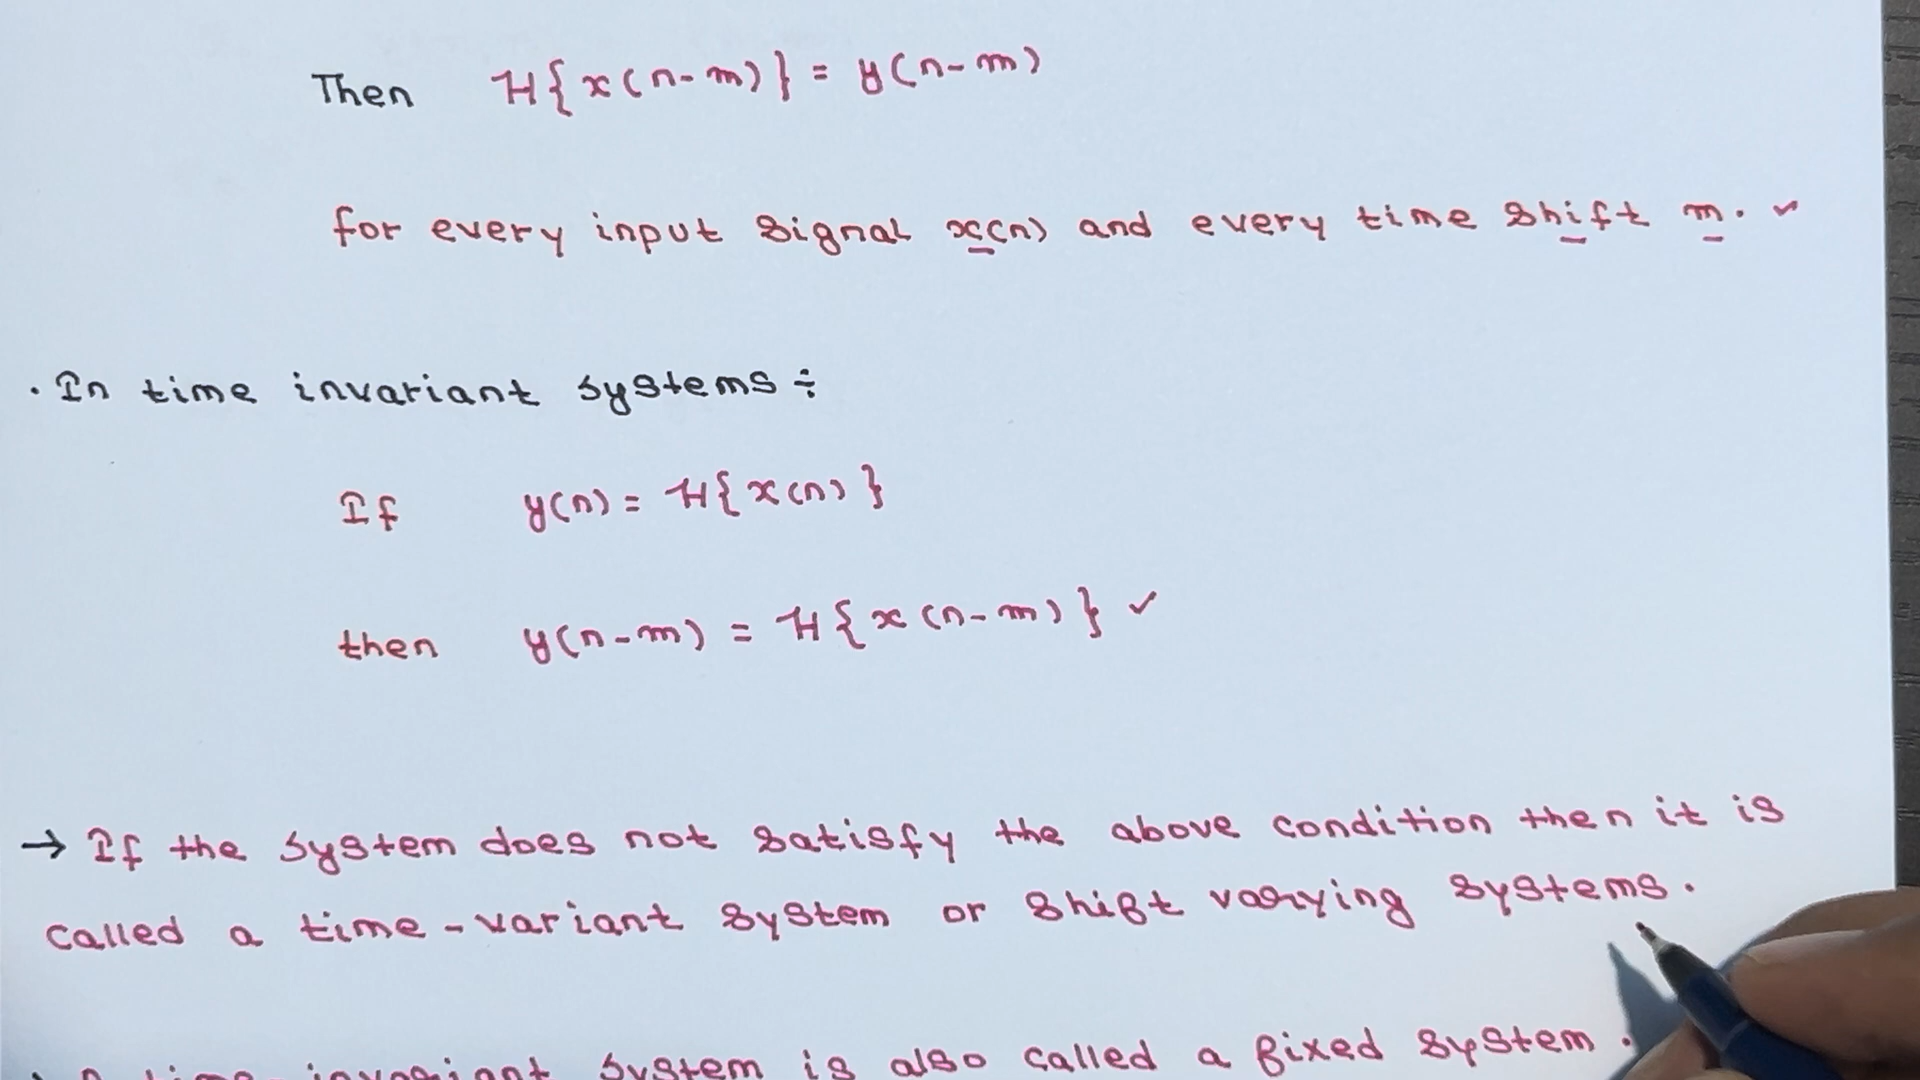 Then H{x(n-m)} = y(n-m)
for every input signal x(n) and every time shift m.
. In time invariant systems ÷
If y(n) = H{x(n)}
then y(n-m) = H{x(n-m)} ✓
→ If the system does not satisfy the above condition then it is
called a time-variant system or shift varying systems.
time-invariant system is also called a fixed system.